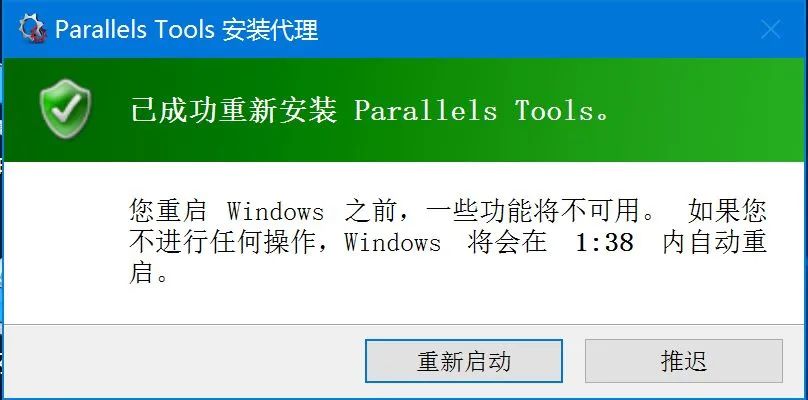 Parallels Tools 安装代理
已成功重新安装 Parallels Tools。
您重启 Windows 之前，一些功能将不可用。 如果您
不进行任何操作，Windows 将会在 1:38 内自动重
启。
重新启动
推迟